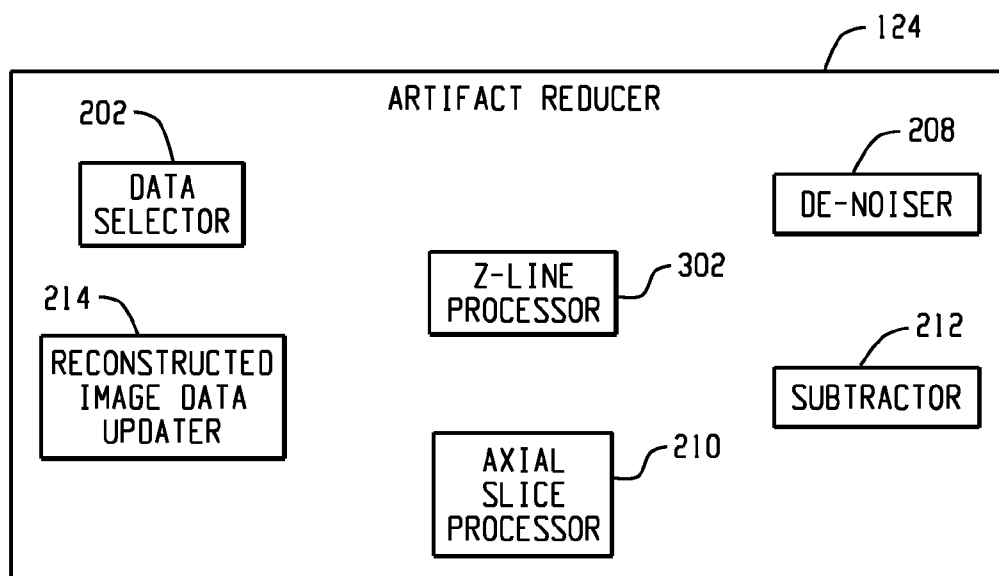 124
ARTIFACT REDUCER
202
DATA
SELECTOR
208
DE-NOISER
Z-LINE
PROCESSOR
302
214
RECONSTRUCTED
IMAGE DATA
UPDATER
212
SUBTRACTOR
AXIAL
SLICE
PROCESSOR
210